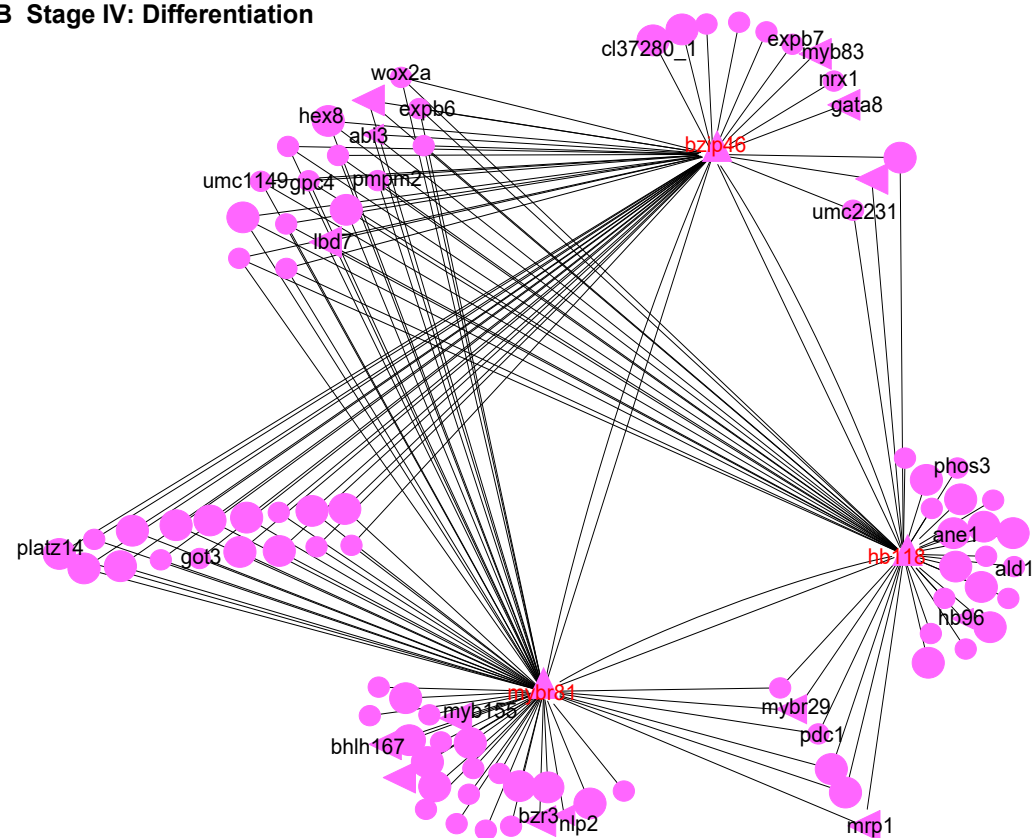 B Stage IV: Differentiation
cl37280_1
expb7
myb83
nrx1
gata8
wox2a
expb6
hex8
abi3
bzip46
umc1149
gpc4
pmpm2
lbd7
umc2231
phos3
ane1
hb118
ald1
hb96
platz14
got3
mybr81
myb155
bhlh167
mybr29
pdc1
bzr3
nlp2
mrp1